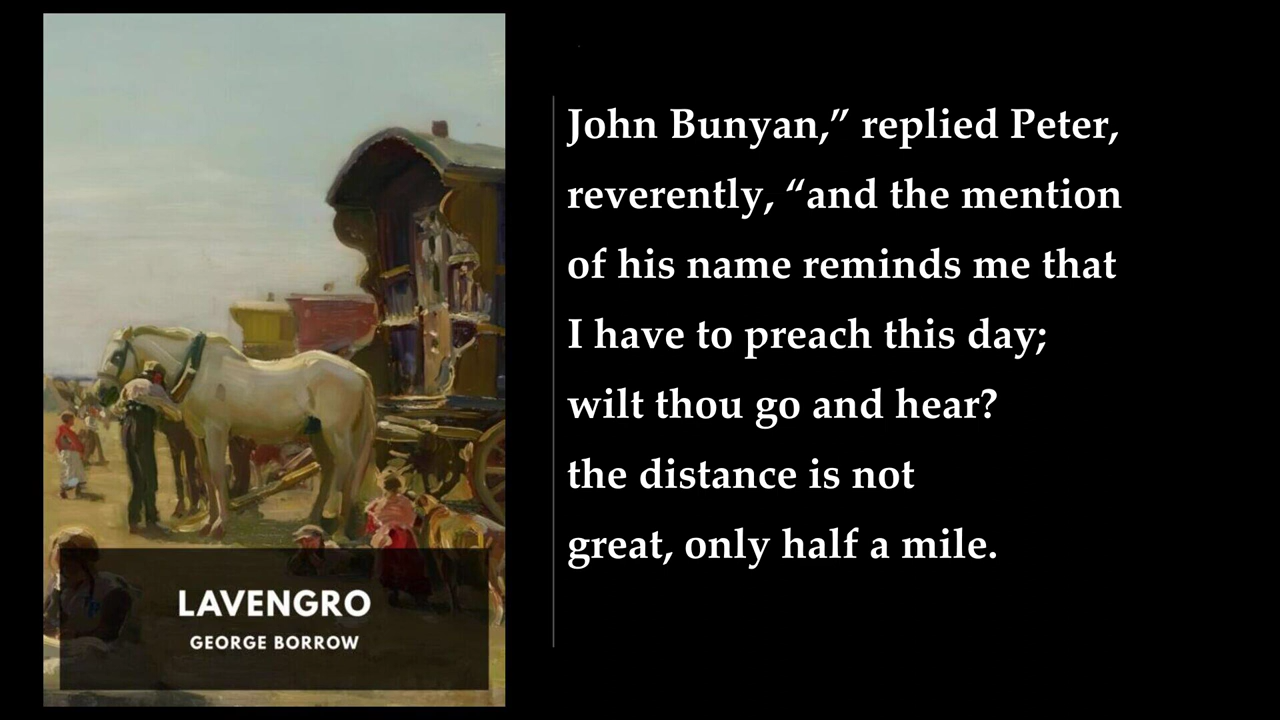 LAVENGRO
GEORGE BORROW
John Bunyan,” replied Peter,
reverently, “and the mention
of his name reminds me that
I have to preach this day;
wilt thou go and hear?
the distance is not
great, only half a mile.